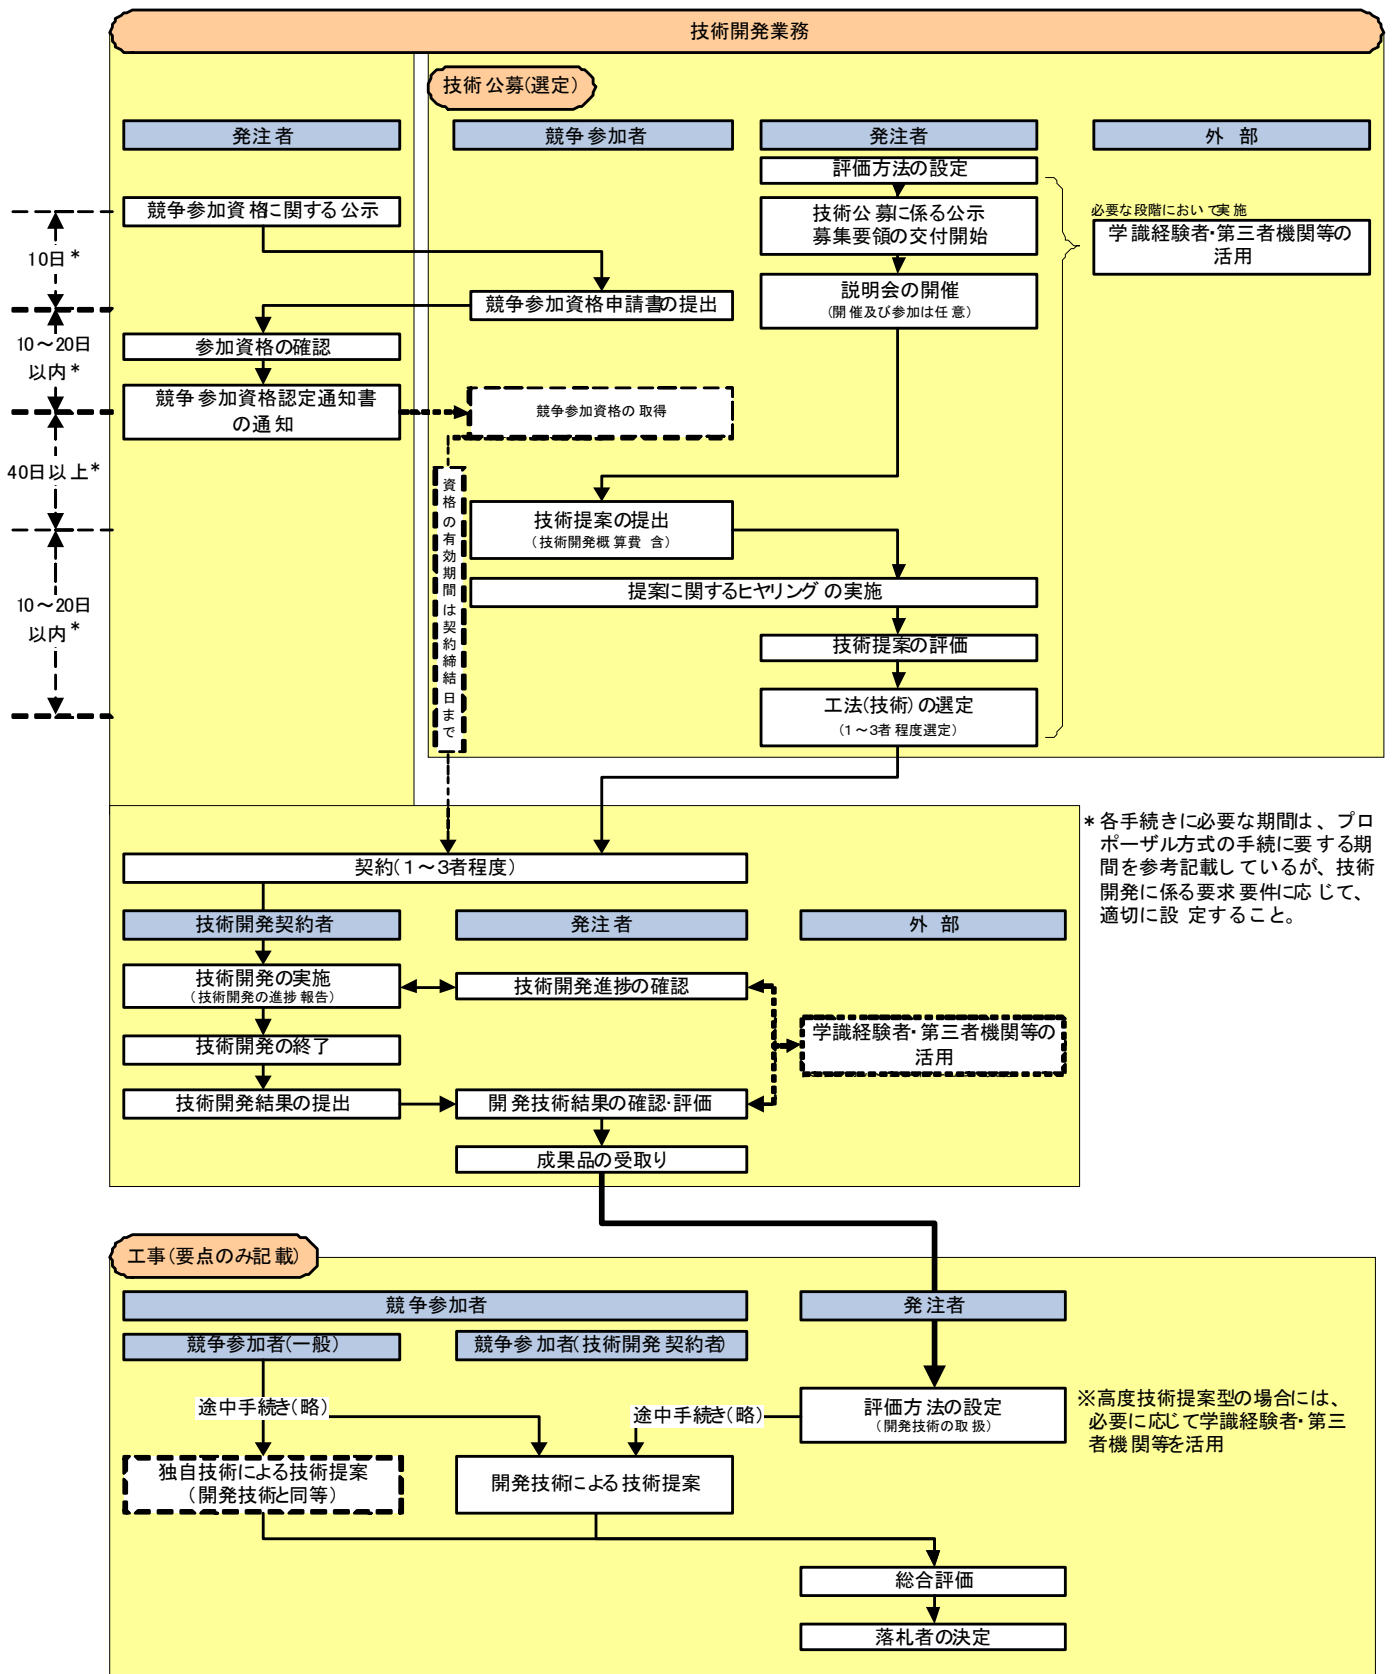 技術開発業務
技術公募(選定)
発注者
競争参加者
発注者
外 部
評価方法の設定
競争参加資格に関する公示
技術公募に係る公示
募集要領の交付開始
必要な段階において実施
学識経験者・第三者機関等の
活用
10日*
説明会の開催
(開催及び参加は任意)
競争参加資格申請書の提出
10～20日
以内*
参加資格の確認
競争参加資格認定通知書
の通知
競争参加資格の取得
40日以上*
資格の有効期間は契約締結日まで
技術提案の提出
(技術開発概算費 含)
提案に関するヒヤリングの実施
10～20日
以内*
技術提案の評価
工法(技術)の選定
(1～3者程度選定)
*各手続きに必要な期間は、プロ
ポーザル方式の手続に要する期
間を参考記載しているが、技術
開発に係る要求要件に応じて、
適切に設定すること。
契約(1～3者程度)
技術開発契約者
発注者
外 部
技術開発の実施
(技術開発の進捗報告)
技術開発進捗の確認
学識経験者・第三者機関等の
活用
技術開発の終了
技術開発結果の提出
開発技術結果の確認・評価
成果品の受取り
工事(要点のみ記載)
競争参加者
発注者
競争参加者(一般)
競争参加者(技術開発契約者)
途中手続き(略)
途中手続き(略)
評価方法の設定
(開発技術の取扱)
※高度技術提案型の場合には、
必要に応じて学識経験者・第三
者機関等を活用
独自技術による技術提案
(開発技術と同等)
開発技術による技術提案
総合評価
落札者の決定